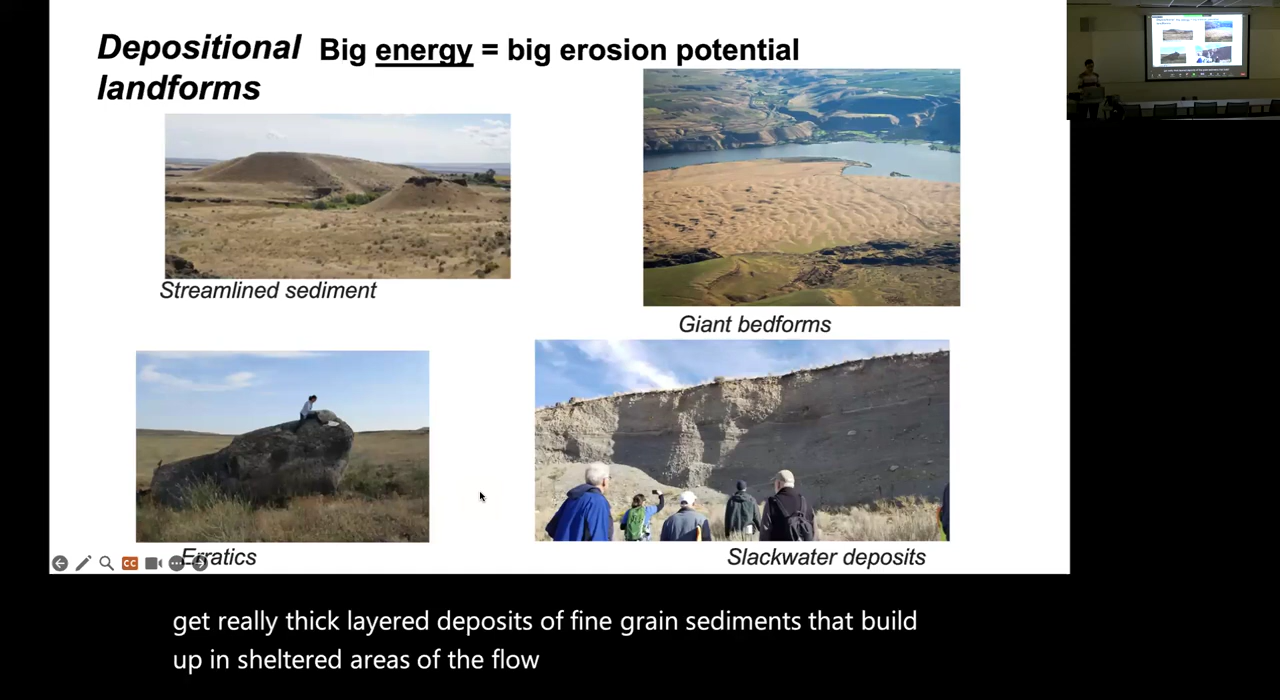 Depositional
landforms
Big energy = big erosion potential
Streamlined sediment
Giant bedforms
Erratics
Slackwater deposits
CC
get really thick layered deposits of fine grain sediments that build
up in sheltered areas of the flow